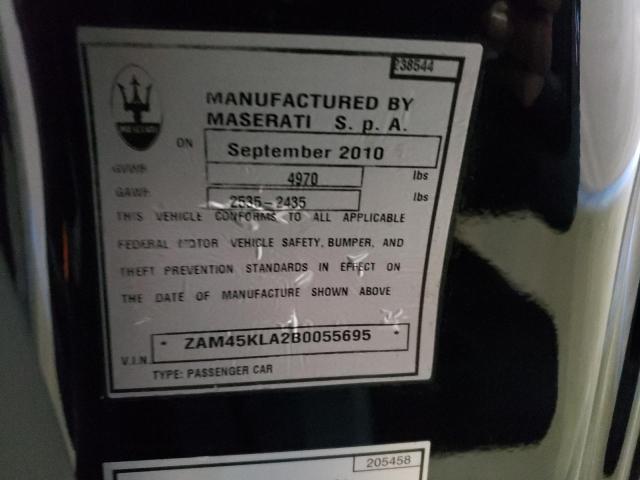 238544
MASERATI
MANUFACTURED BY
MASERATI S. p. A.
ON September 2010
GVWR 4970 lbs
GAWR 2535-2435 lbs
THIS VEHICLE CONFORMS TO ALL APPLICABLE
FEDERAL MOTOR VEHICLE SAFETY, BUMPER, AND
THEFT PREVENTION STANDARDS IN EFFECT ON
THE DATE OF MANUFACTURE SHOWN ABOVE
V.I.N. * ZAM45KLA2B0055695 *
TYPE: PASSENGER CAR
205458